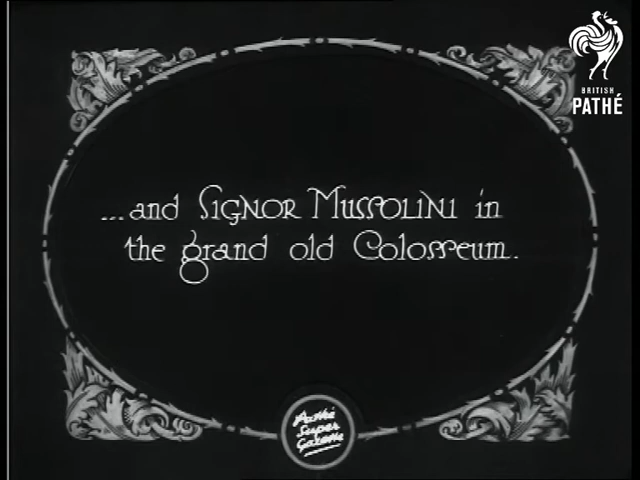 BRITISH
PATHÉ
...and SIGNOR MUSSOLINI in
the grand old Colosseum.
Pathé
Super
Gazette